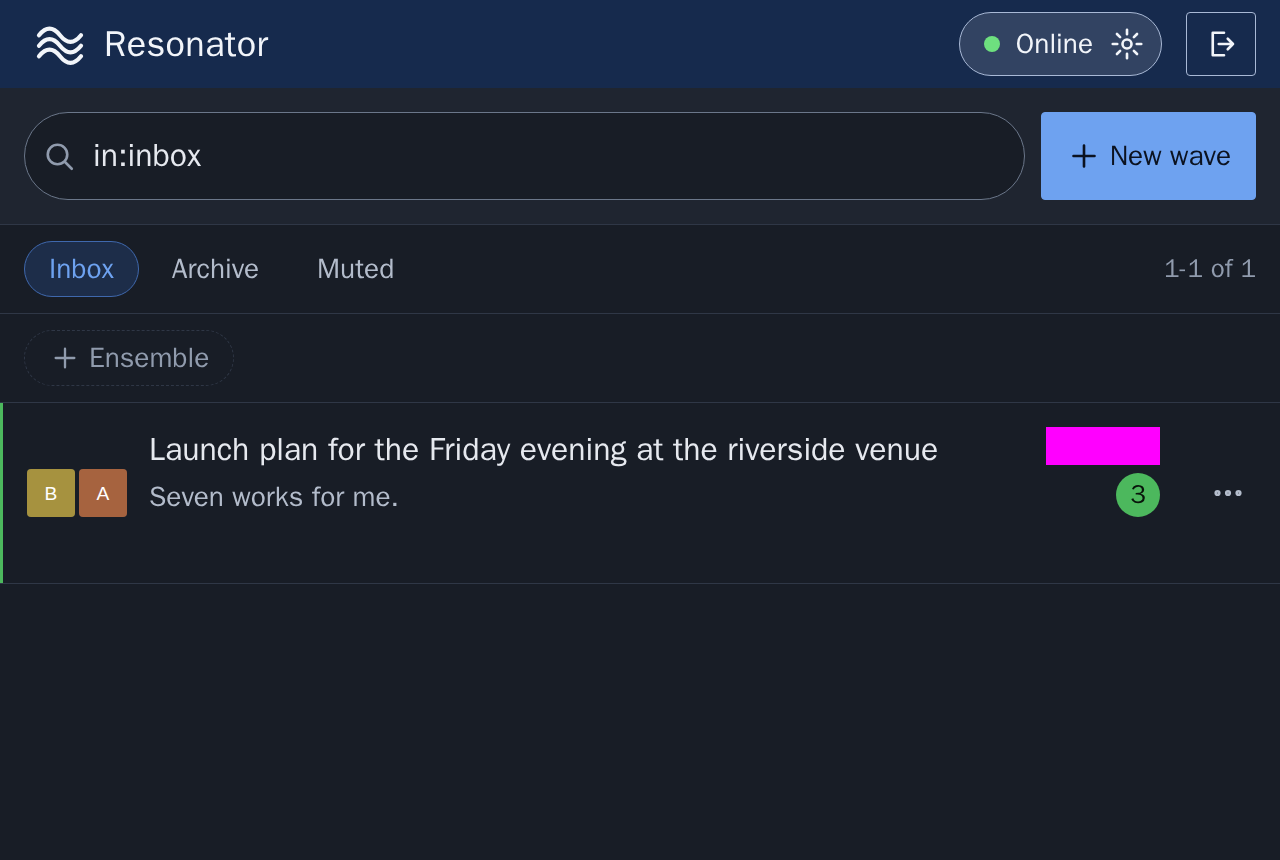 Resonator
Online
in:inbox
New wave
Inbox
Archive
Muted
1-1 of 1
Ensemble
Launch plan for the Friday evening at the riverside venue
B
A
Seven works for me.
3